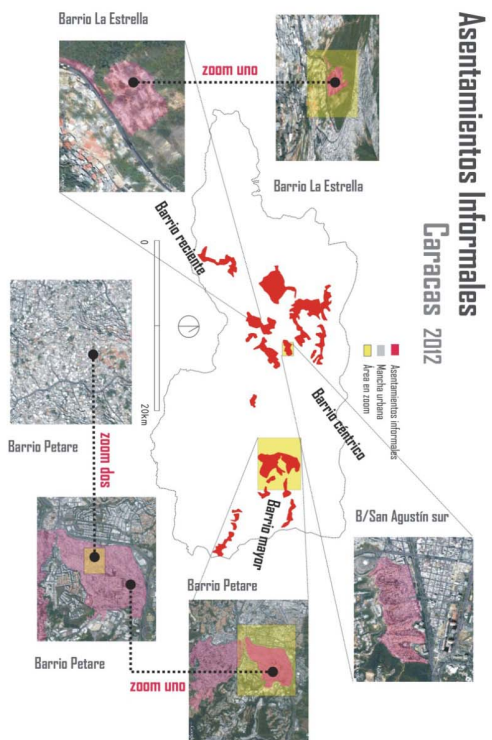 Asentamientos Informales
Caracas 2012
Asentamientos informales
Mancha urbana
Área en zoom
Barrio La Estrella
zoom uno
Barrio La Estrella
Barrio reciente
Barrio céntrico
Barrio mayor
0
20km
B/San Agustín sur
Barrio Petare
zoom dos
Barrio Petare
zoom uno
Barrio Petare